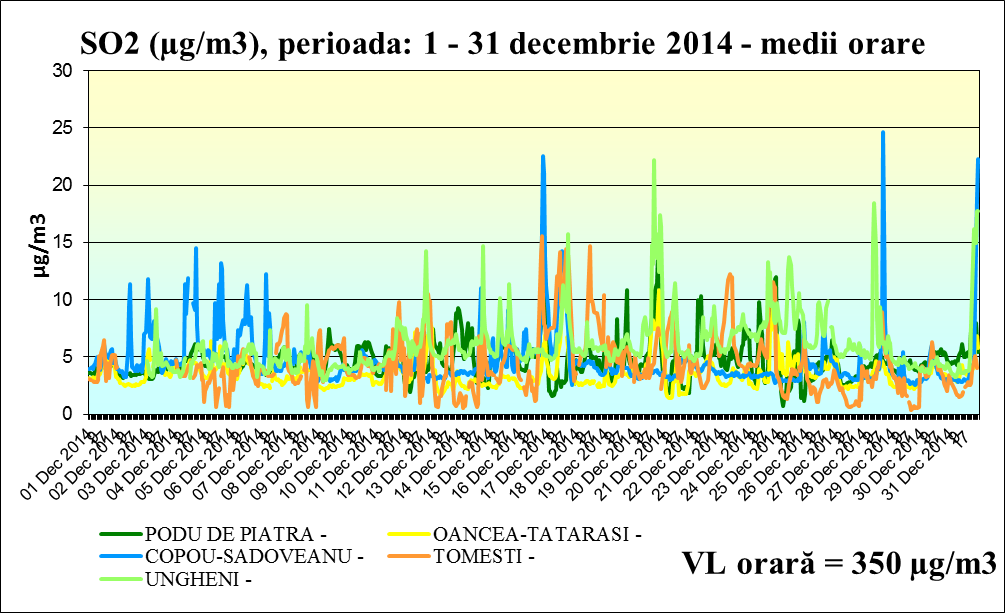 SO2 (µg/m3), perioada: 1 - 31 decembrie 2014 - medii orare
30
25
20
15
10
5
0
µg/m3
01 Dec 2014
02 Dec 2014
03 Dec 2014
04 Dec 2014
05 Dec 2014
06 Dec 2014
07 Dec 2014
08 Dec 2014
09 Dec 2014
10 Dec 2014
11 Dec 2014
12 Dec 2014
13 Dec 2014
14 Dec 2014
15 Dec 2014
16 Dec 2014
17 Dec 2014
18 Dec 2014
19 Dec 2014
20 Dec 2014
21 Dec 2014
22 Dec 2014
23 Dec 2014
24 Dec 2014
25 Dec 2014
26 Dec 2014
27 Dec 2014
28 Dec 2014
29 Dec 2014
30 Dec 2014
31 Dec 2014
17
PODU DE PIATRA -
OANCEA-TATARASI -
COPOU-SADOVEANU -
TOMESTI -
UNGHENI -
VL orară = 350 µg/m3